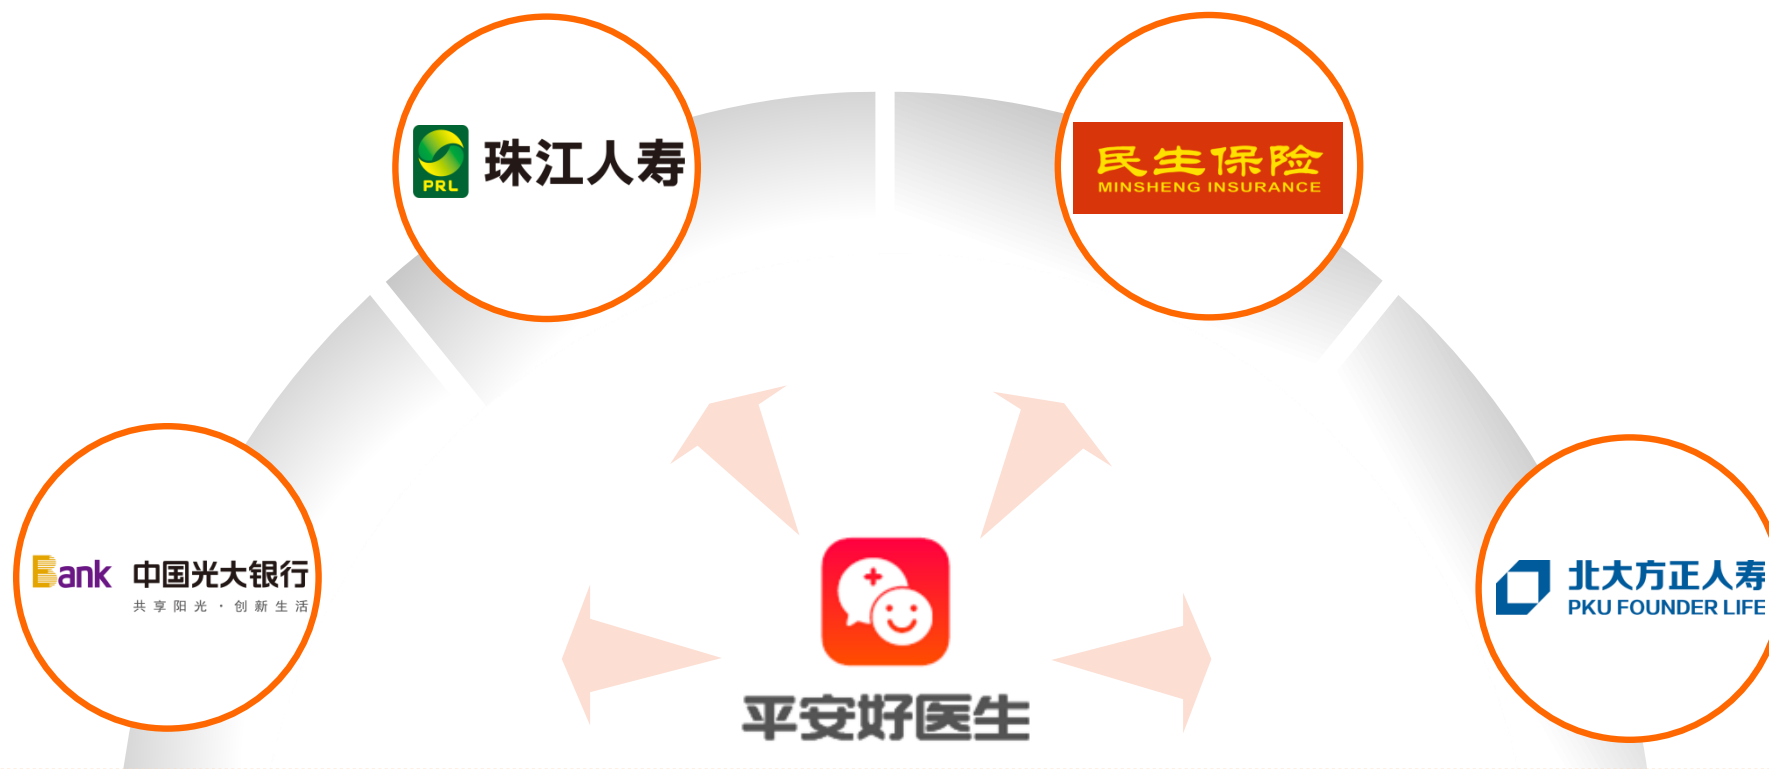 PRL
珠江人寿
民生保险
MINSHENG INSURANCE
Bank 中国光大银行
共享阳光·创新生活
北大方正人寿
PKU FOUNDER LIFE
平安好医生